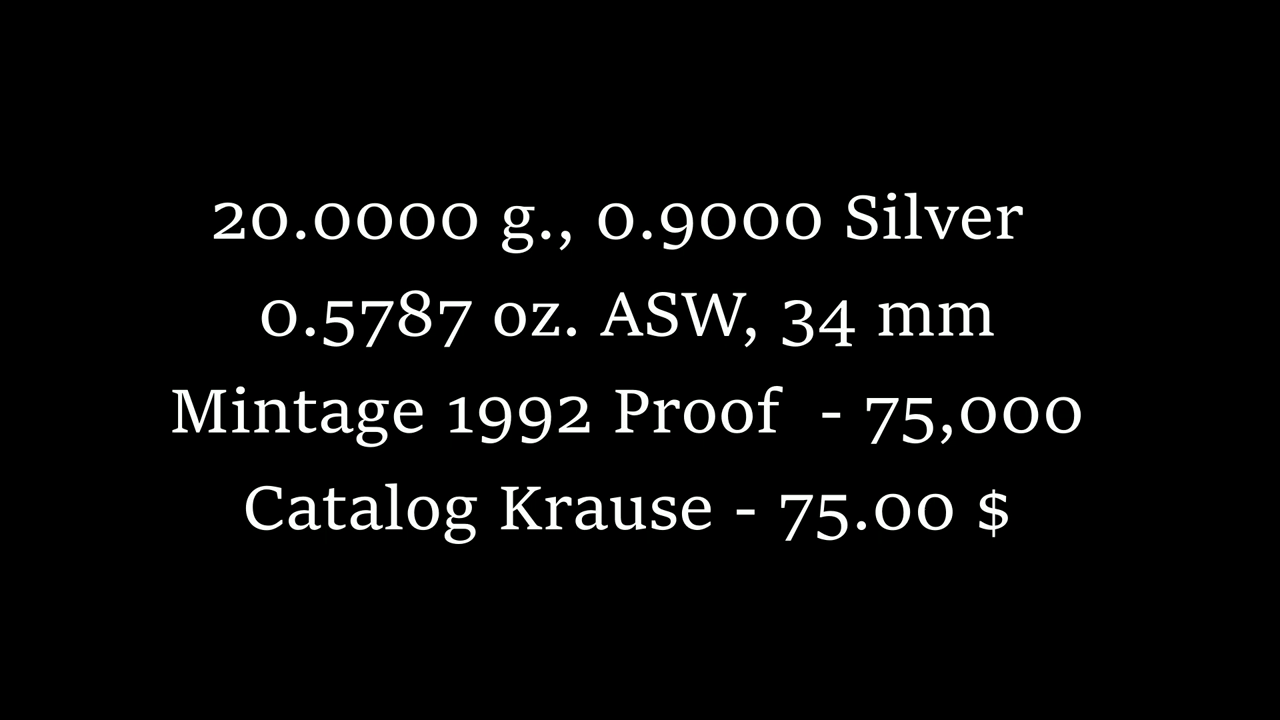 20.0000 g., 0.9000 Silver
0.5787 oz. ASW, 34 mm
Mintage 1992 Proof - 75,000
Catalog Krause - 75.00 $